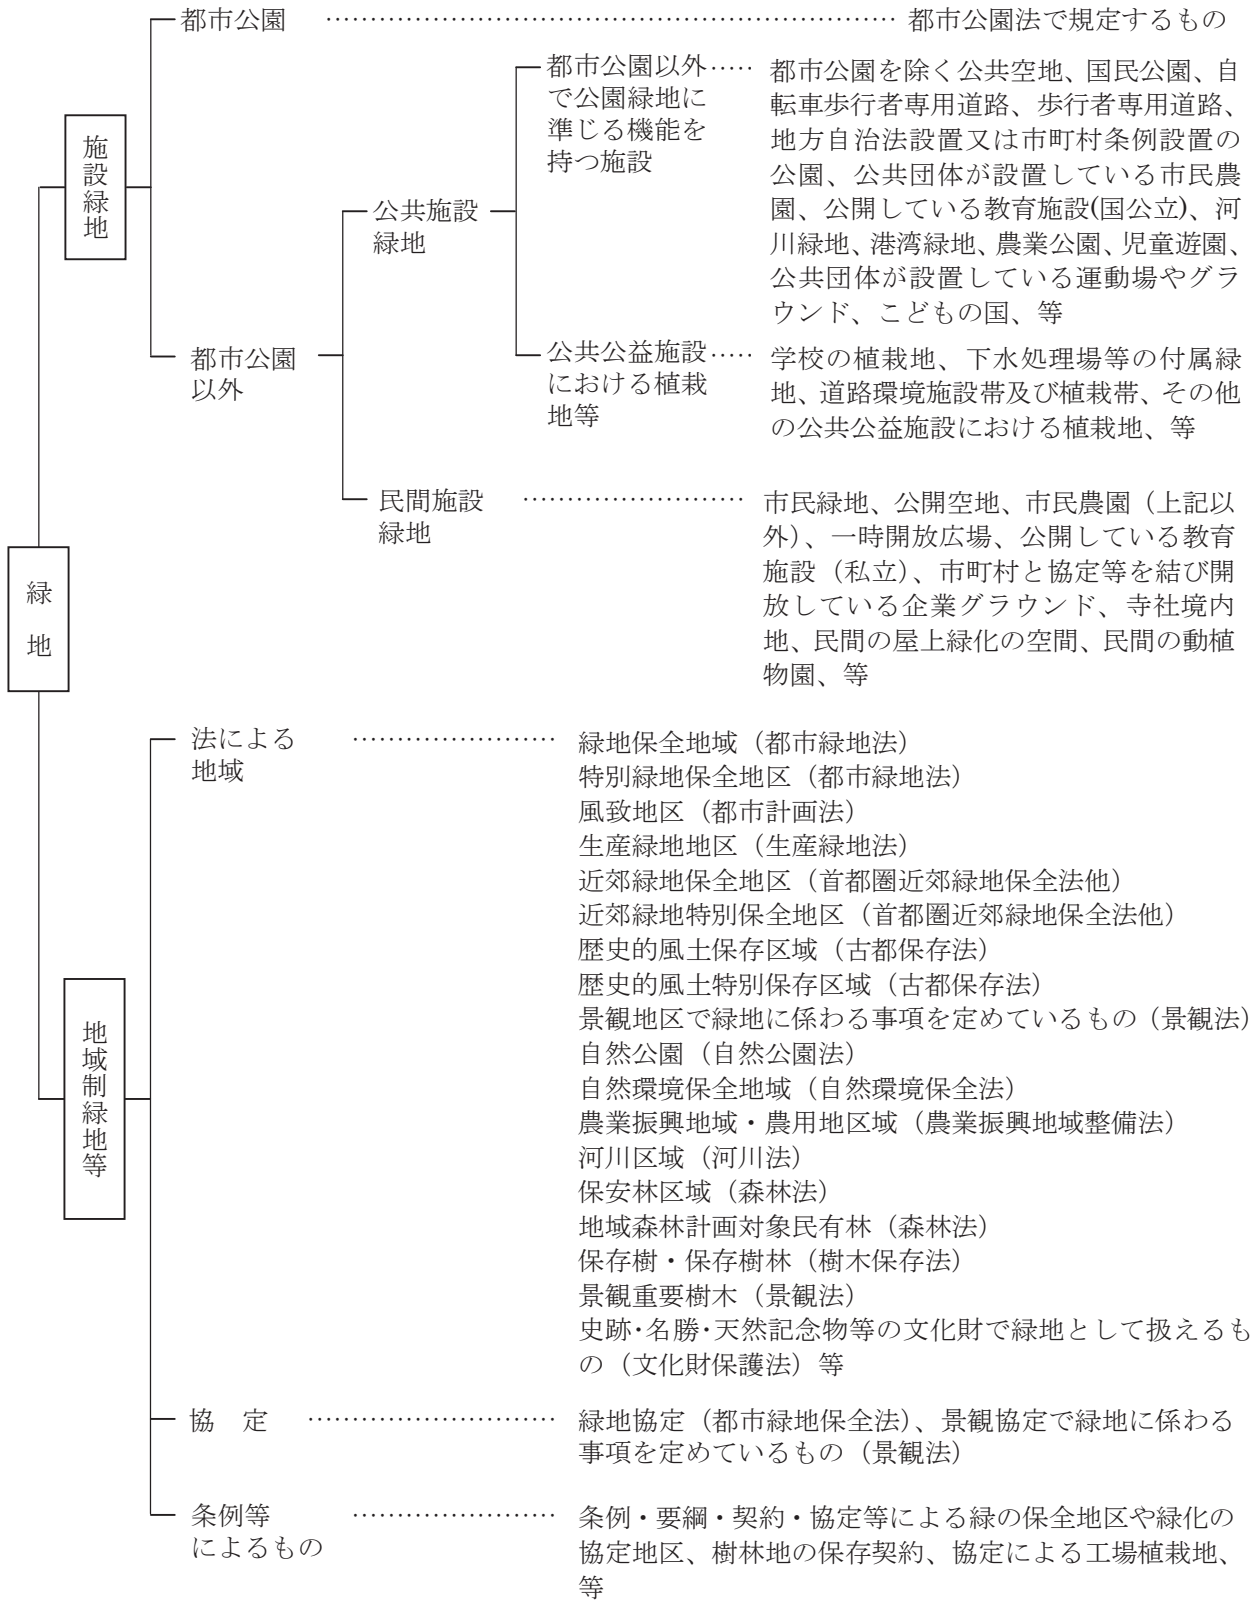 都市公園 ………………………………………………………… 都市公園法で規定するもの
都市公園以外……
で公園緑地に
準じる機能を
持つ施設
都市公園を除く公共空地、国民公園、自
転車歩行者専用道路、歩行者専用道路、
地方自治法設置又は市町村条例設置の
公園、公共団体が設置している市民農
園、公開している教育施設(国公立)、河
川緑地、港湾緑地、農業公園、児童遊園、
公共団体が設置している運動場やグラ
ウンド、こどもの国、等
施設緑地
公共施設
緑地
都市公園
以外
公共公益施設……
における植栽
地等
学校の植栽地、下水処理場等の付属緑
地、道路環境施設帯及び植栽帯、その他
の公共公益施設における植栽地、等
民間施設 ……………………
緑地
市民緑地、公開空地、市民農園（上記以
外）、一時開放広場、公開している教育
施設（私立）、市町村と協定等を結び開
放している企業グラウンド、寺社境内
地、民間の屋上緑化の空間、民間の動植
物園、等
緑地
法による ……………………
地域
緑地保全地域（都市緑地法）
特別緑地保全地区（都市緑地法）
風致地区（都市計画法）
生産緑地地区（生産緑地法）
近郊緑地保全地区（首都圏近郊緑地保全法他）
近郊緑地特別保全地区（首都圏近郊緑地保全法他）
歴史的風土保存区域（古都保存法）
歴史的風土特別保存区域（古都保存法）
景観地区で緑地に係わる事項を定めているもの（景観法）
自然公園（自然公園法）
自然環境保全地域（自然環境保全法）
農業振興地域・農用地区域（農業振興地域整備法）
河川区域（河川法）
保安林区域（森林法）
地域森林計画対象民有林（森林法）
保存樹・保存樹林（樹木保存法）
景観重要樹木（景観法）
史跡・名勝・天然記念物等の文化財で緑地として扱えるも
の（文化財保護法）等
地域制緑地等
協　定 ………………………
緑地協定（都市緑地保全法）、景観協定で緑地に係わる
事項を定めているもの（景観法）
条例等 ……………………
によるもの
条例・要綱・契約・協定等による緑の保全地区や緑化の
協定地区、樹林地の保存契約、協定による工場植栽地、
等